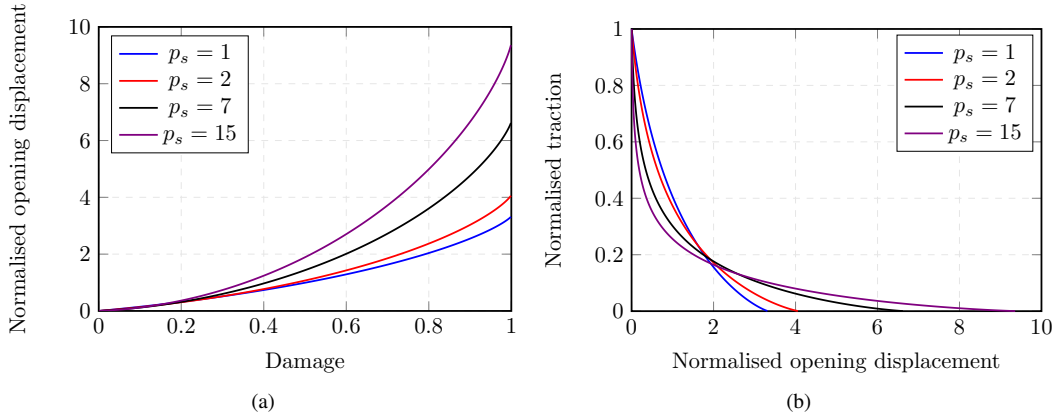 Normalised opening displacement
10
8
6
4
2
0
0
0.2
0.4
0.6
0.8
1
Damage
p_s = 1
p_s = 2
p_s = 7
p_s = 15
(a)
Normalised traction
1
0.8
0.6
0.4
0.2
0
0
2
4
6
8
10
Normalised opening displacement
p_s = 1
p_s = 2
p_s = 7
p_s = 15
(b)